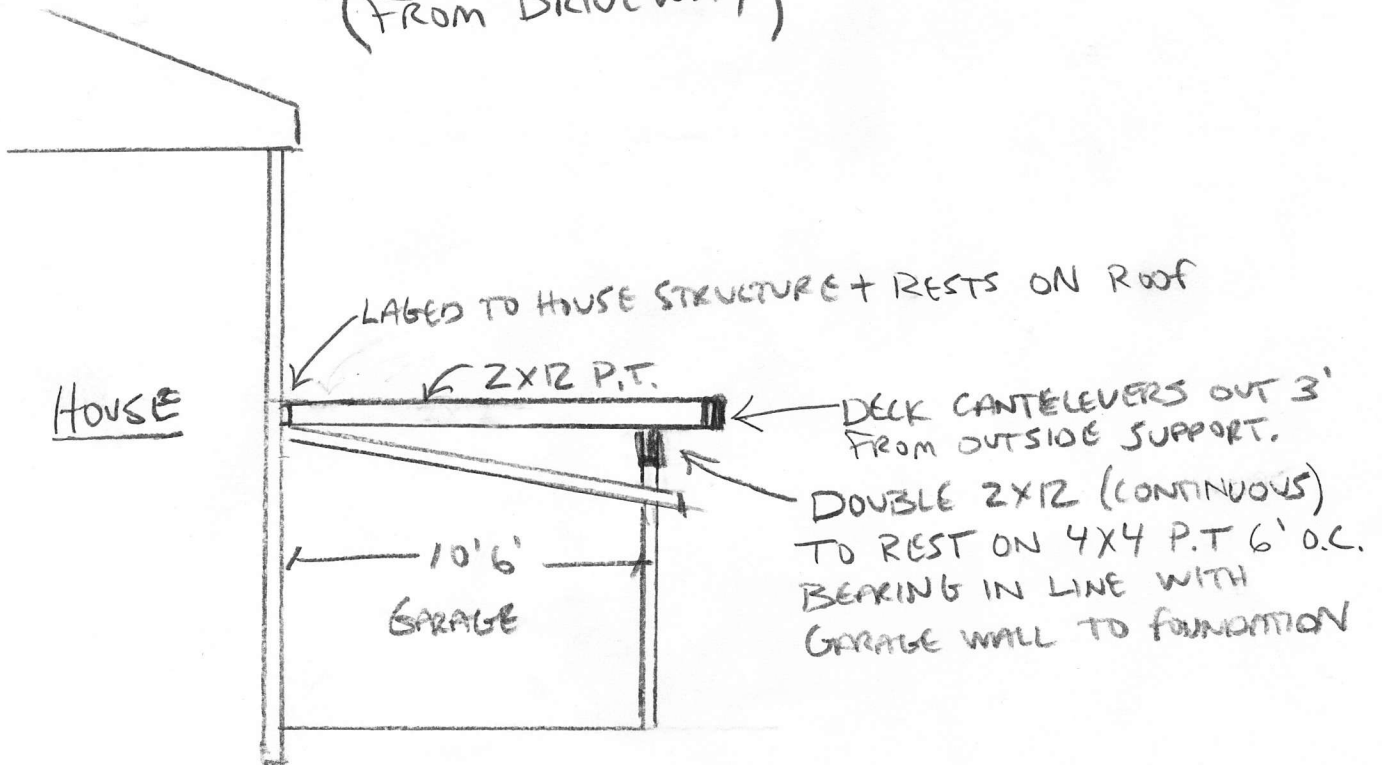 (FROM DRIVEWAY)
LAGED TO HOUSE STRUCTURE + RESTS ON ROOF
2X12 P.T.
HOUSE
DECK CANTELEVERS OUT 3'
FROM OUTSIDE SUPPORT.
DOUBLE 2X12 (CONTINUOUS)
TO REST ON 4X4 P.T 6' O.C.
BEARING IN LINE WITH
GARAGE WALL TO FOUNDATION
10'6'
GARAGE